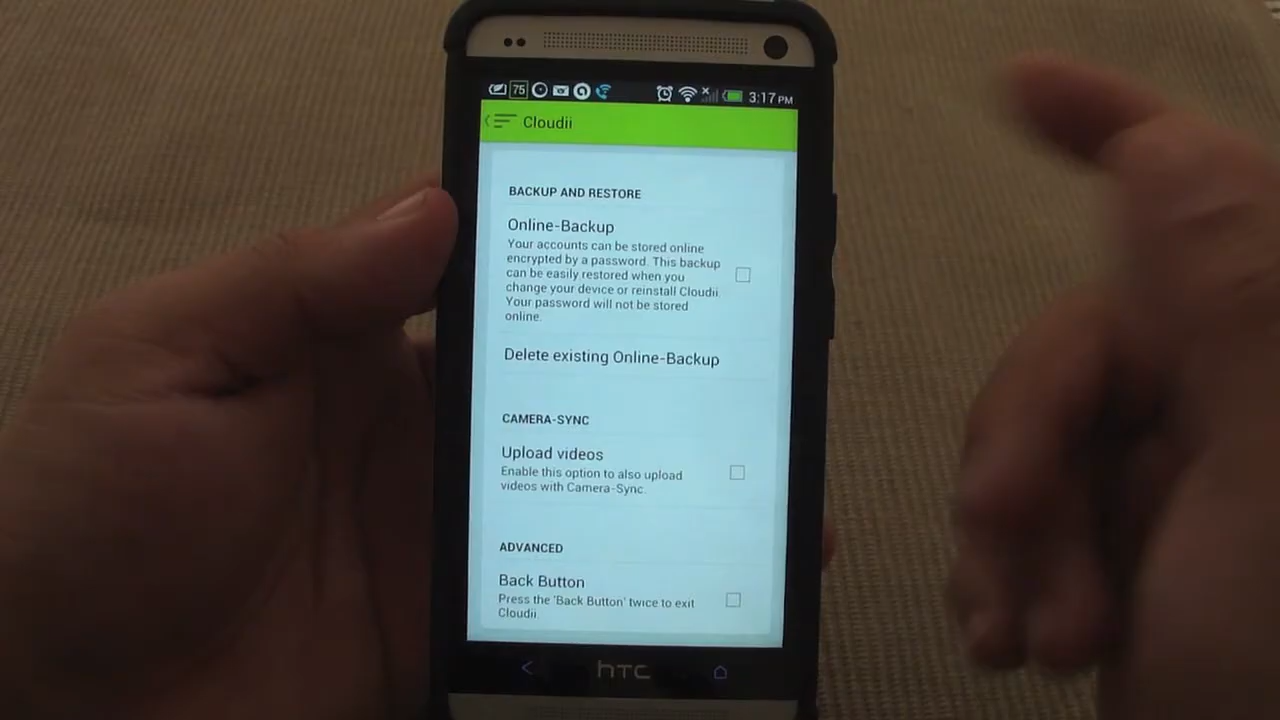 75
3:17 PM
Cloudii
BACKUP AND RESTORE
Online-Backup
Your accounts can be stored online
encrypted by a password. This backup
can be easily restored when you
change your device or reinstall Cloudii.
Your password will not be stored
online.
Delete existing Online-Backup
CAMERA-SYNC
Upload videos
Enable this option to also upload
videos with Camera-Sync.
ADVANCED
Back Button
Press the 'Back Button' twice to exit
Cloudii.
hTC